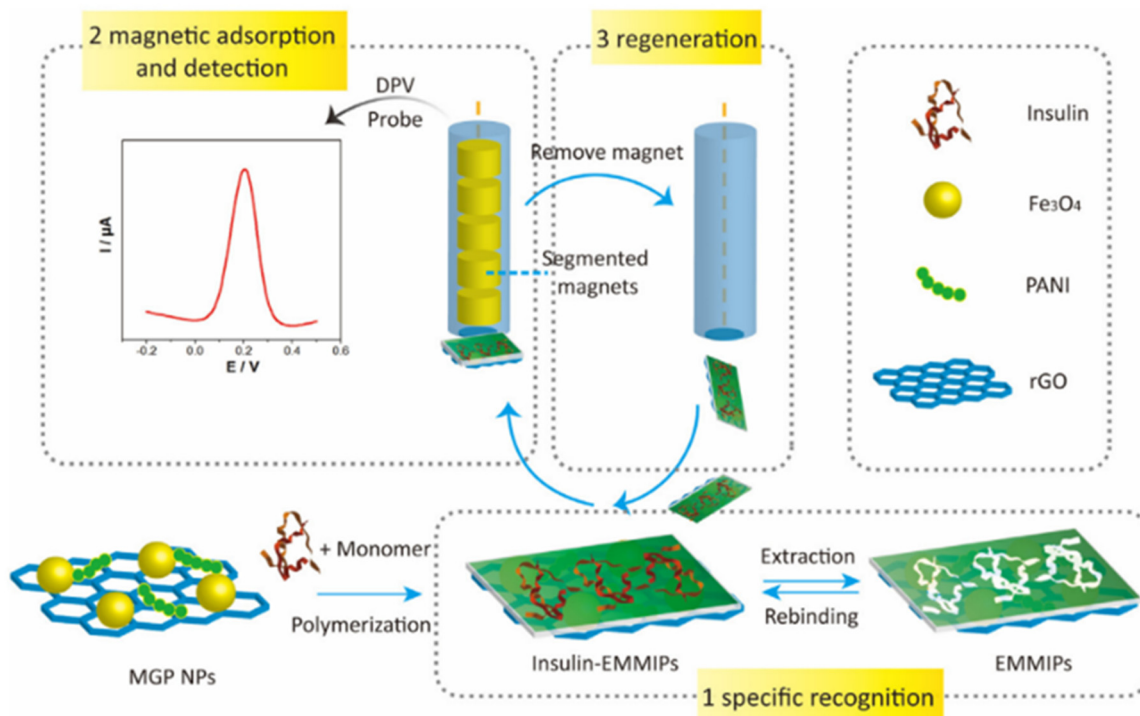 2 magnetic adsorption
and detection
3 regeneration
DPV
Probe
I / µA
-0.2
0.0
0.2
0.4
0.6
E / V
Remove magnet
Segmented
magnets
Insulin
Fe₃O₄
PANI
rGO
+ Monomer
Polymerization
MGP NPs
Insulin-EMMIPs
Extraction
Rebinding
EMMIPs
1 specific recognition